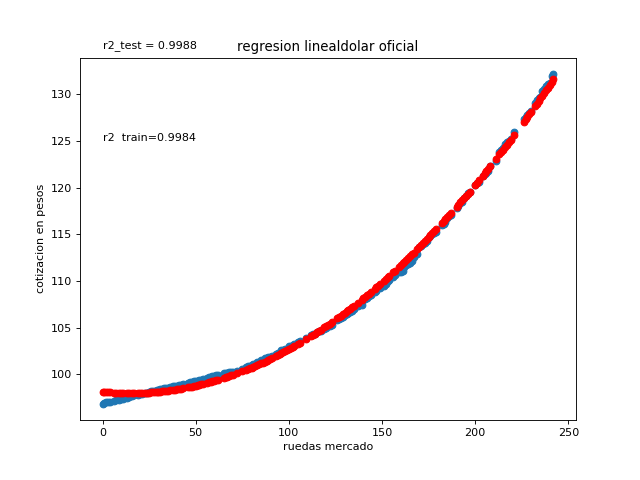 r2_test = 0.9988
regresion linealdolar oficial
r2  train=0.9984
cotizacion en pesos
130
125
120
115
110
105
100
0
50
100
150
200
250
ruedas mercado